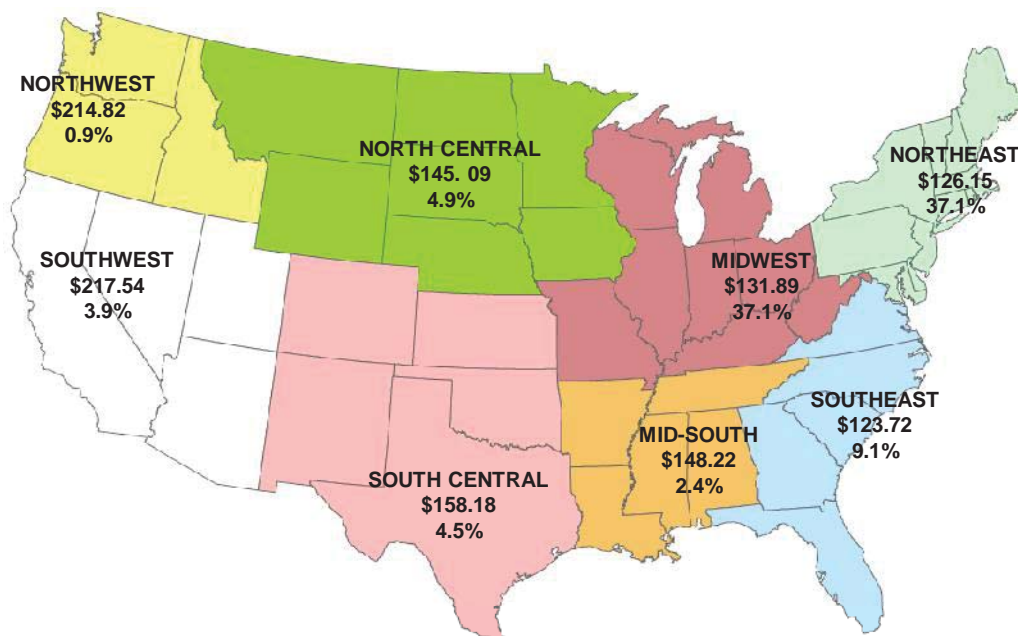 NORTHWEST
$214.82
0.9%
NORTH CENTRAL
$145. 09
4.9%
NORTHEAST
$126.15
37.1%
SOUTHWEST
$217.54
3.9%
MIDWEST
$131.89
37.1%
SOUTHEAST
$123.72
9.1%
MID-SOUTH
$148.22
2.4%
SOUTH CENTRAL
$158.18
4.5%